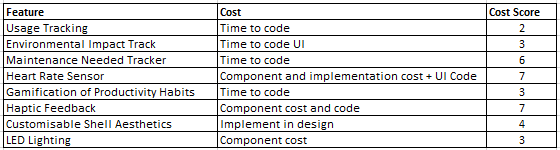 Feature Cost Cost Score
Usage Tracking Time to code 2
Environmental Impact Track Time to code UI 3
Maintenance Needed Tracker Time to code 6
Heart Rate Sensor Component and implementation cost + UI Code 7
Gamification of Productivity Habits Time to code 3
Haptic Feedback Component cost and code 7
Customisable Shell Aesthetics Implement in design 4
LED Lighting Component cost 3